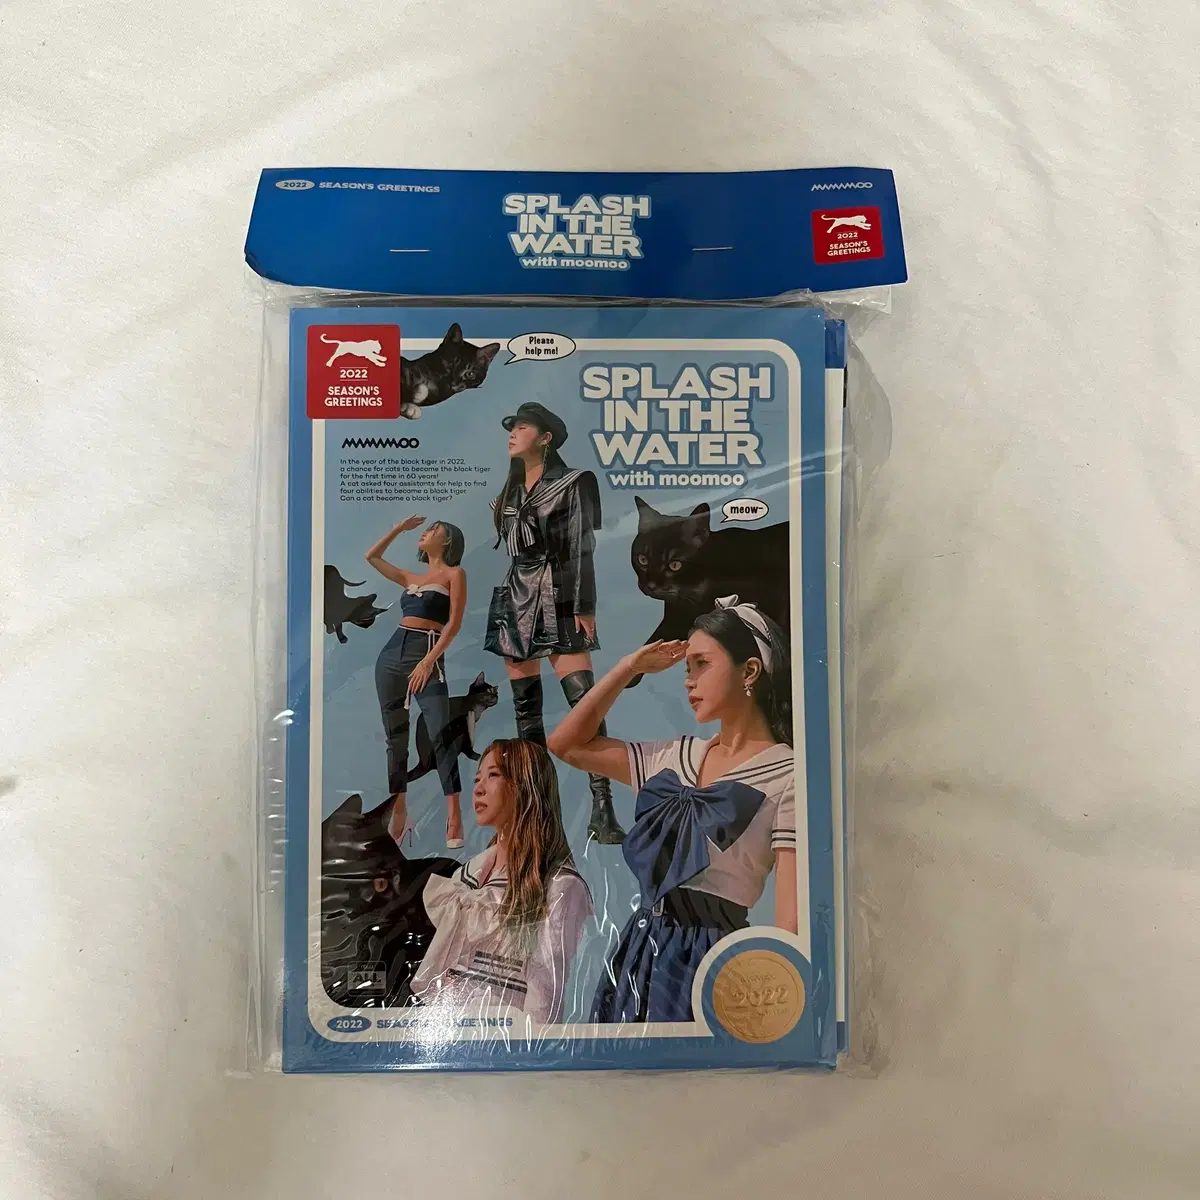 2022 SEASON'S GREETINGS
MAMAMOO
SPLASH
IN THE
WATER
with moomoo
2022
SEASON'S
GREETINGS
2022
SEASON'S
GREETINGS
Please
help me!
SPLASH
IN THE
WATER
with moomoo
MAMAMOO
In the year of the black tiger in 2022,
a chance for cats to become the black tiger
for the first time in 60 years!
A cat asked four assistants for help to find
four abilities to become a black tiger
Can a cat become a black tiger?
meow~
ALL
2022
2022 SEASON'S GREETINGS